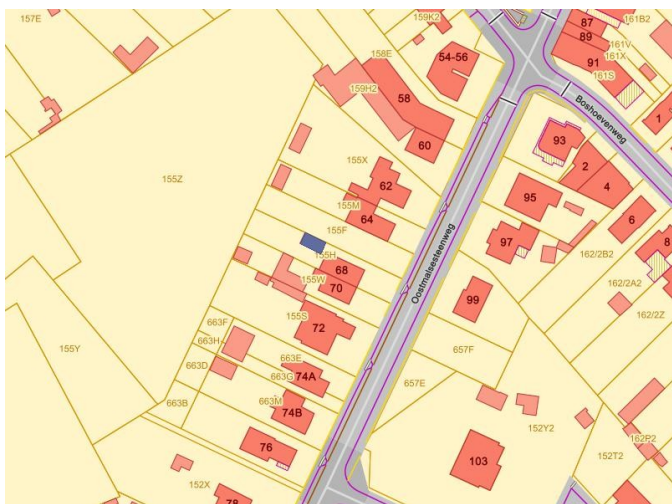 157E
159K2
158E
54-56
87
89
91
161B2
161V
161X
161S
159H2
58
60
Boshoevenweg
1
93
2
4
155Z
155X
62
155M
64
95
6
155F
97
162/2B2
8
155H
68
155W
70
Oostmalsesteenweg
162/2A2
99
155S
72
162/2Z
663F
663H
663E
657F
155Y
663D
663G
74A
657E
663B
663M
74B
152Y2
76
162P2
103
152T2
152X
78